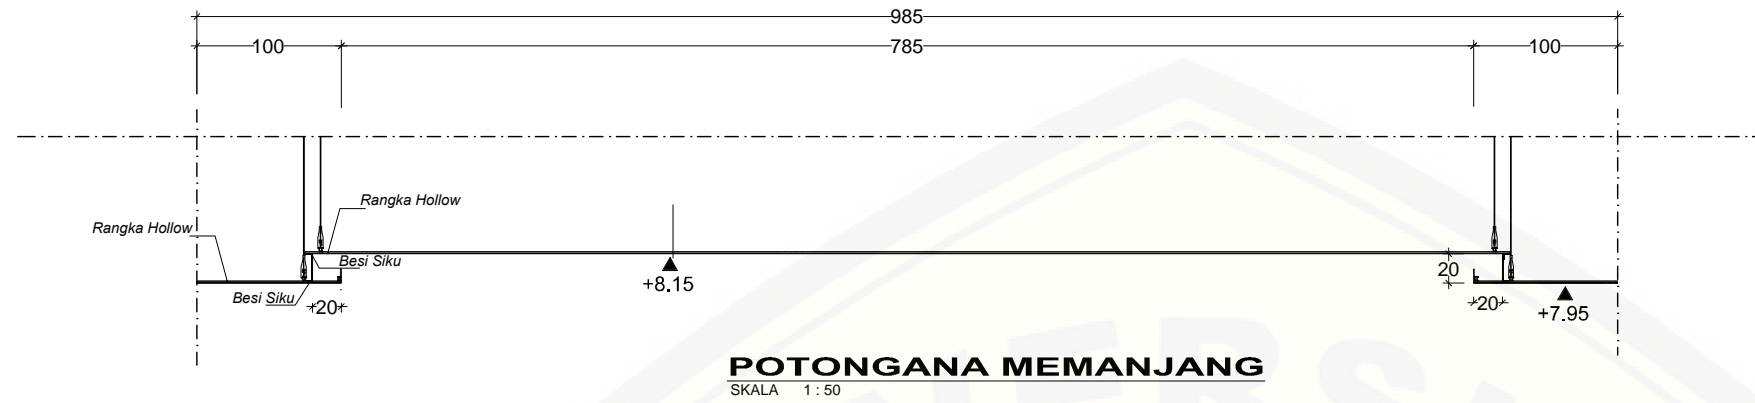 985
100 785 100
Rangka Hollow
Rangka Hollow
Besi Siku
20
+8.15
Besi Siku
20
20
+7.95
POTONGANA MEMANJANG
SKALA 1 : 50